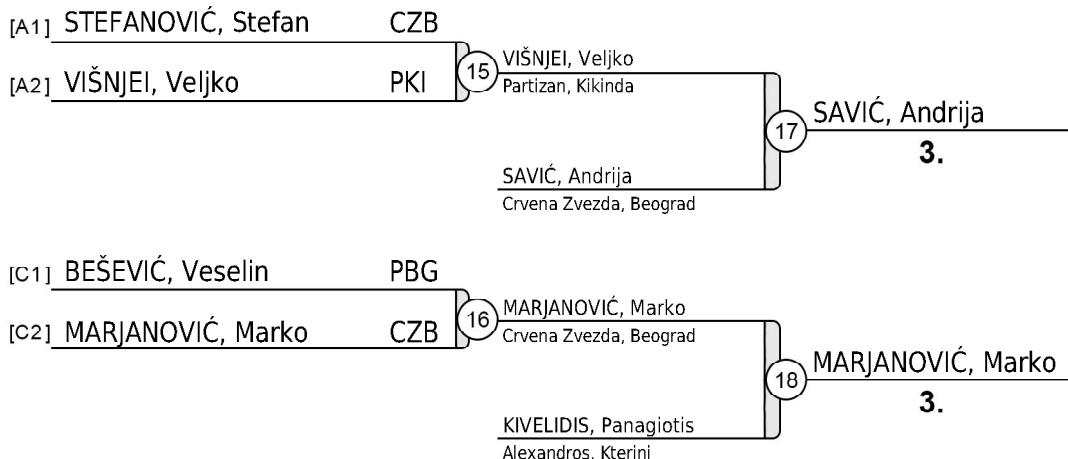 [A1] STEFANOVIĆ, Stefan CZB
[A2] VIŠNJEI, Veljko PKI
15
VIŠNJEI, Veljko
Partizan, Kikinda
SAVIĆ, Andrija
Crvena Zvezda, Beograd
17
SAVIĆ, Andrija
3.
[C1] BEŠEVIĆ, Veselin PBG
[C2] MARJANOVIĆ, Marko CZB
16
MARJANOVIĆ, Marko
Crvena Zvezda, Beograd
KIVELIDIS, Panagiotis
Alexandros, Kterini
18
MARJANOVIĆ, Marko
3.